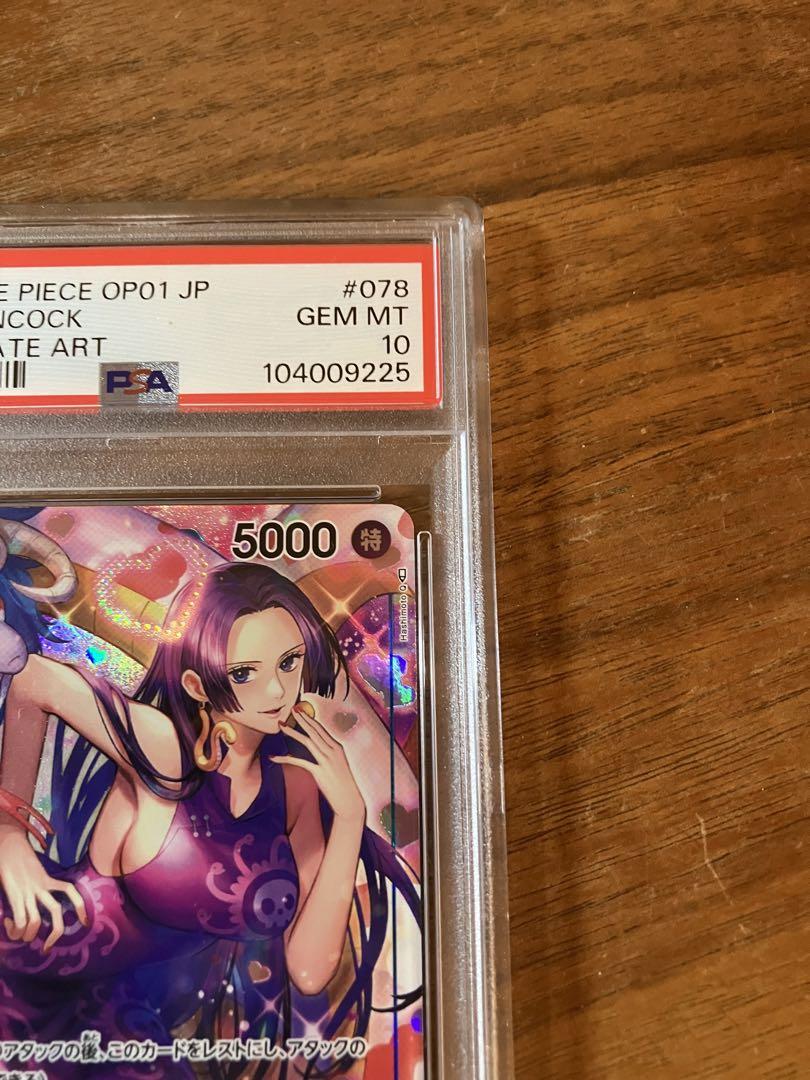 E PIECE OP01 JP #078
NCOCK GEM MT
ATE ART 10
PSA 104009225
5000 特
Hashimoto Q
アタックの後、このカードをレストにし、アタックの